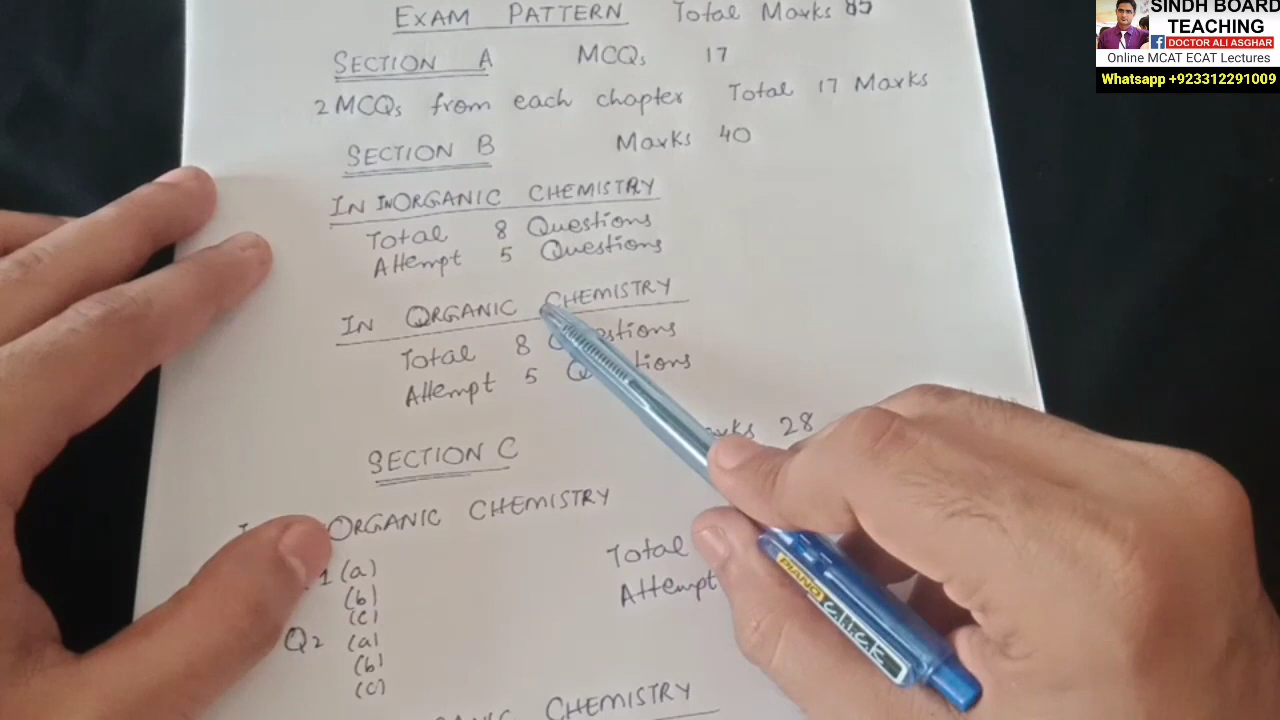 EXAM PATTERN Total Marks 85
SECTION A MCQs 17
2 MCQs from each chapter Total 17 Marks
SECTION B Marks 40
IN INORGANIC CHEMISTRY
Total 8 Questions
Attempt 5 Questions
IN ORGANIC CHEMISTRY
Total 8
Attempt 5
SECTION C 28
ORGANIC CHEMISTRY
(a) Total
(b) Attempt
(c)
Q2 (a)
(b)
(c)
CHEMISTRY
SINDH BOARD
TEACHING
DOCTOR ALI ASGHAR
Online MCAT ECAT Lectures
Whatsapp +923312291009
PIANO CLICK